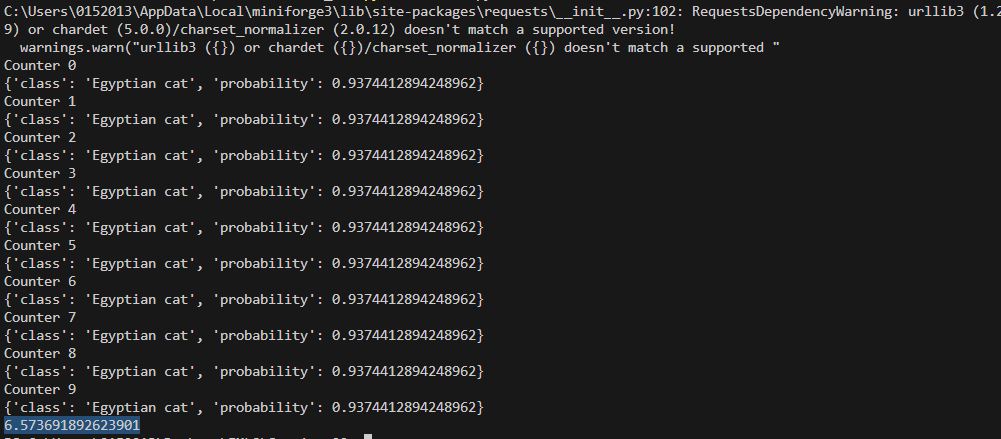 C:\Users\0152013\AppData\Local\miniforge3\lib\site-packages\requests\__init__.py:102: RequestsDependencyWarning: urllib3 (1.2
9) or chardet (5.0.0)/charset_normalizer (2.0.12) doesn't match a supported version!
  warnings.warn("urllib3 ({}) or chardet ({})/charset_normalizer ({}) doesn't match a supported "
Counter 0
{'class': 'Egyptian cat', 'probability': 0.9374412894248962}
Counter 1
{'class': 'Egyptian cat', 'probability': 0.9374412894248962}
Counter 2
{'class': 'Egyptian cat', 'probability': 0.9374412894248962}
Counter 3
{'class': 'Egyptian cat', 'probability': 0.9374412894248962}
Counter 4
{'class': 'Egyptian cat', 'probability': 0.9374412894248962}
Counter 5
{'class': 'Egyptian cat', 'probability': 0.9374412894248962}
Counter 6
{'class': 'Egyptian cat', 'probability': 0.9374412894248962}
Counter 7
{'class': 'Egyptian cat', 'probability': 0.9374412894248962}
Counter 8
{'class': 'Egyptian cat', 'probability': 0.9374412894248962}
Counter 9
{'class': 'Egyptian cat', 'probability': 0.9374412894248962}
6.573691892623901